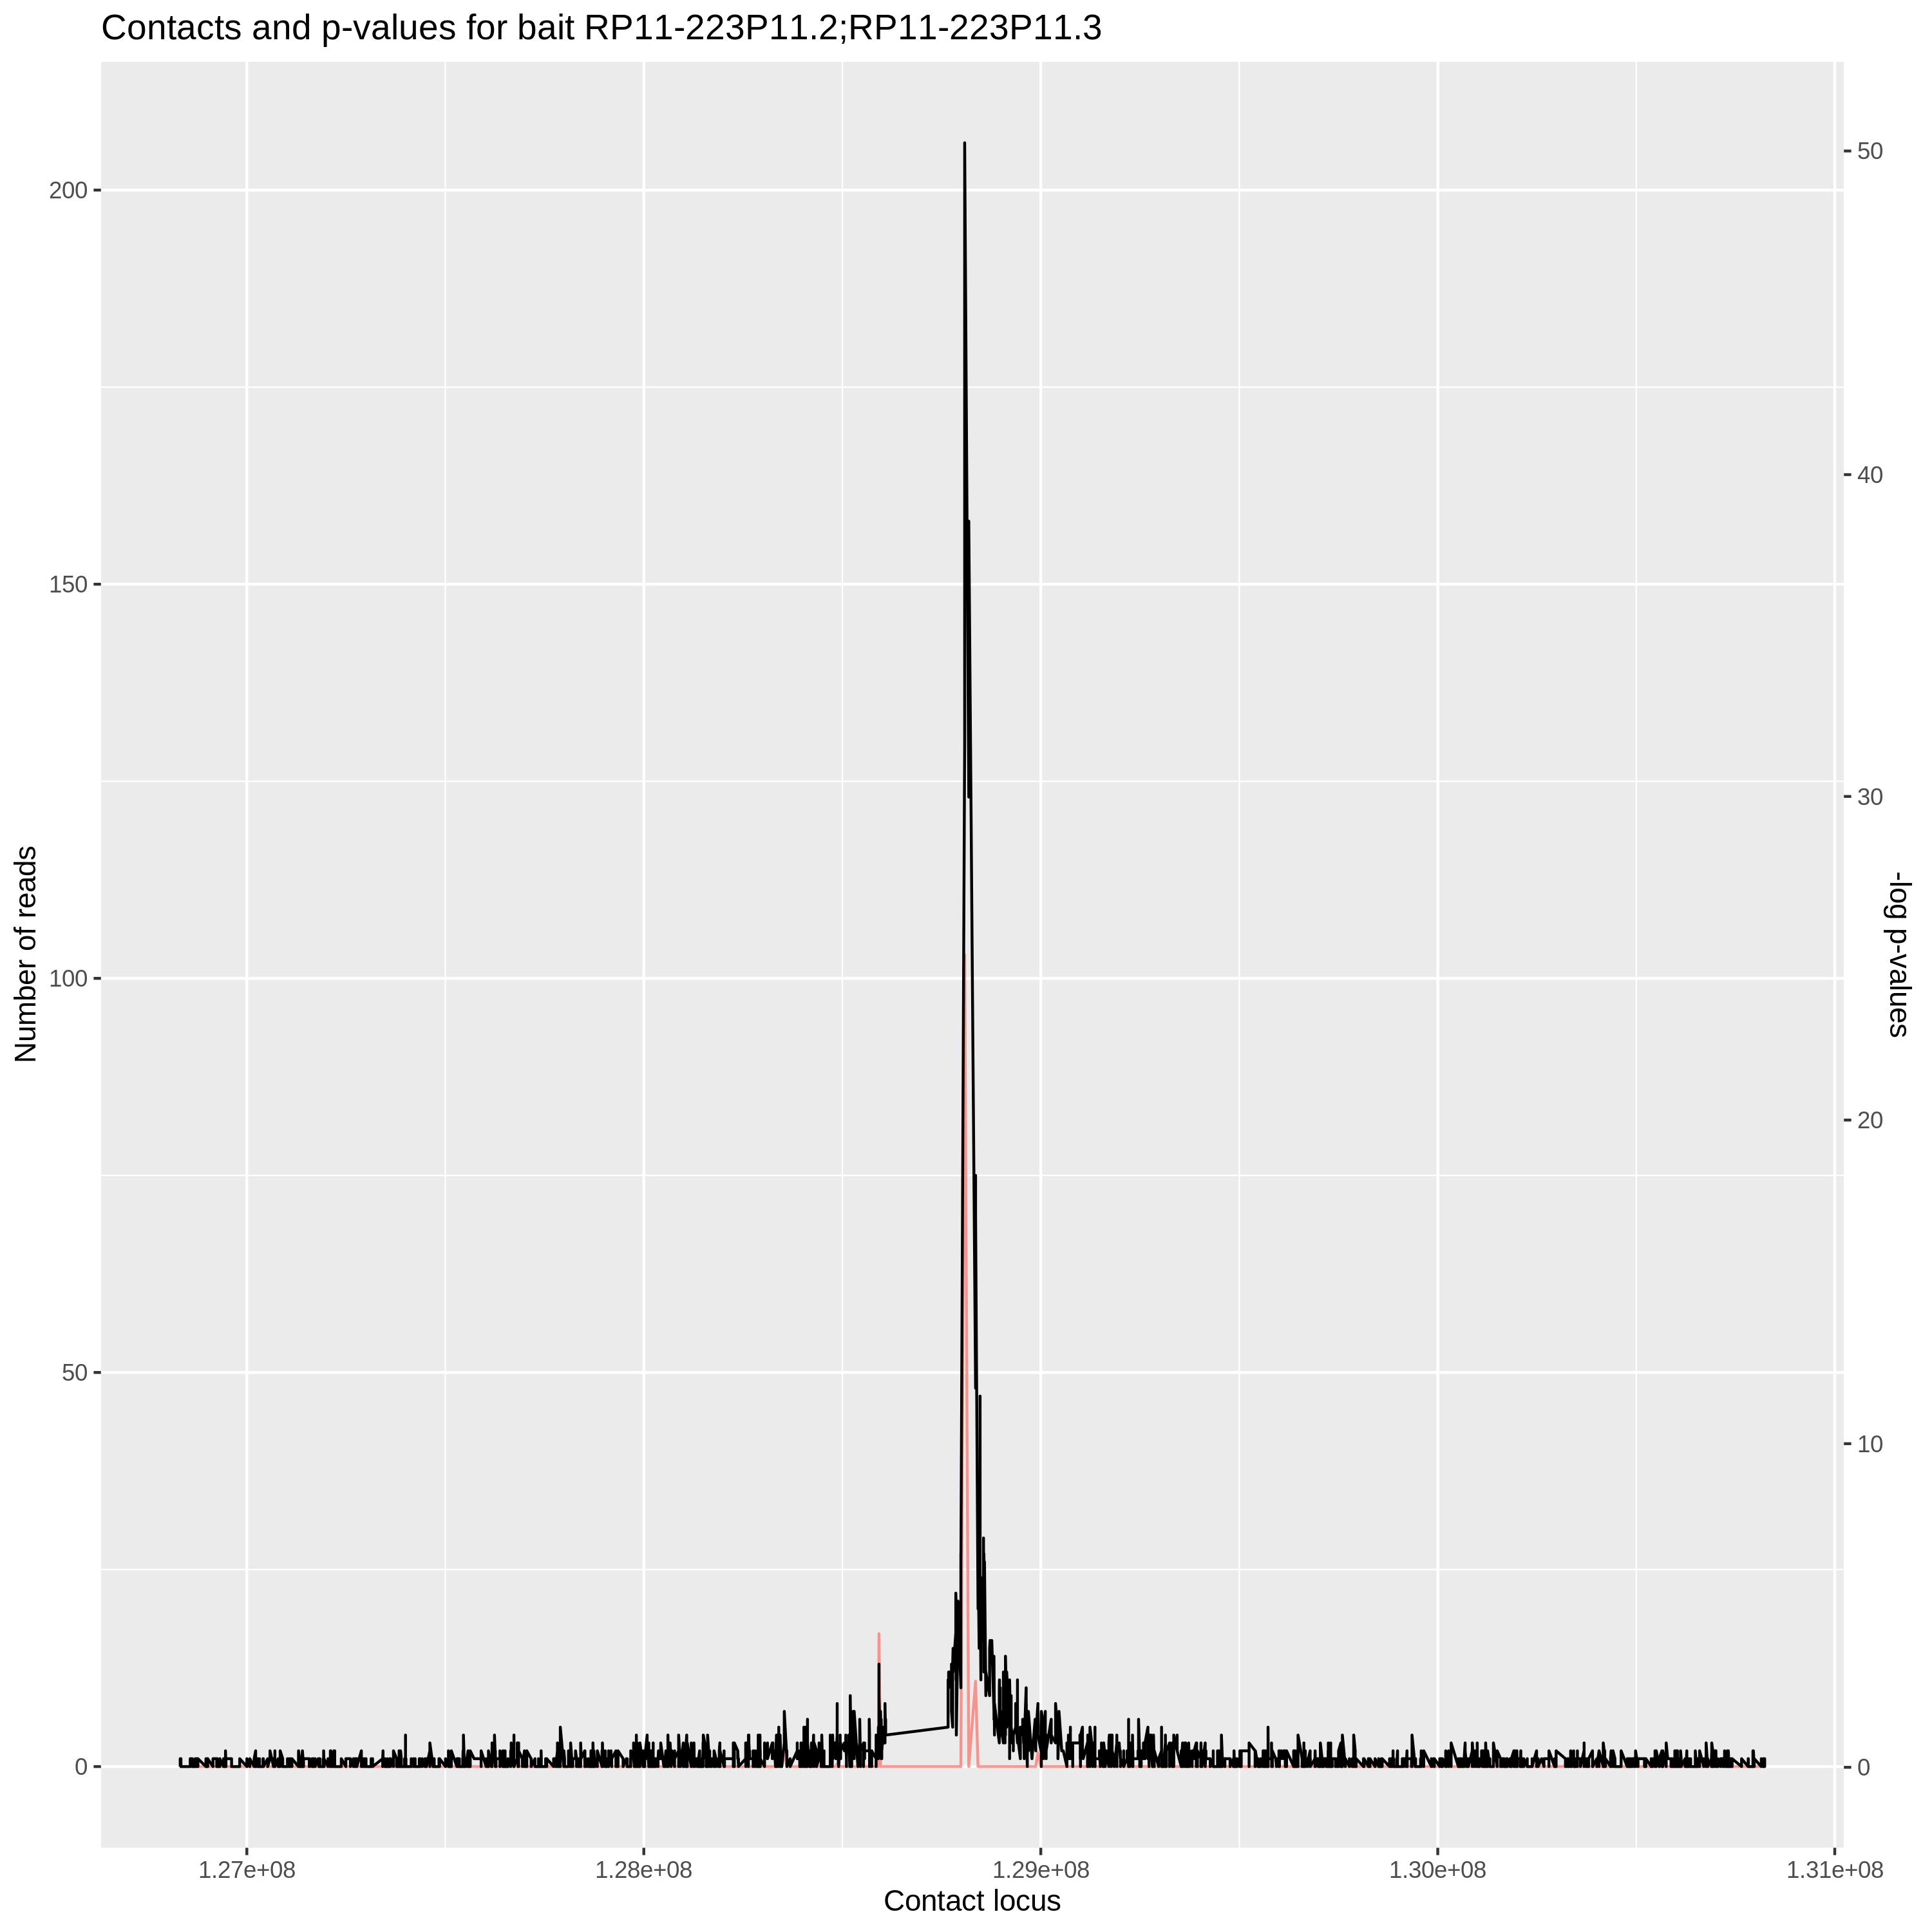 Contacts and p-values for bait RP11-223P11.2;RP11-223P11.3
200
150
100
50
0
Number of reads
50
40
30
20
10
0
-log p-values
1.27e+08
1.28e+08
1.29e+08
1.30e+08
1.31e+08
Contact locus